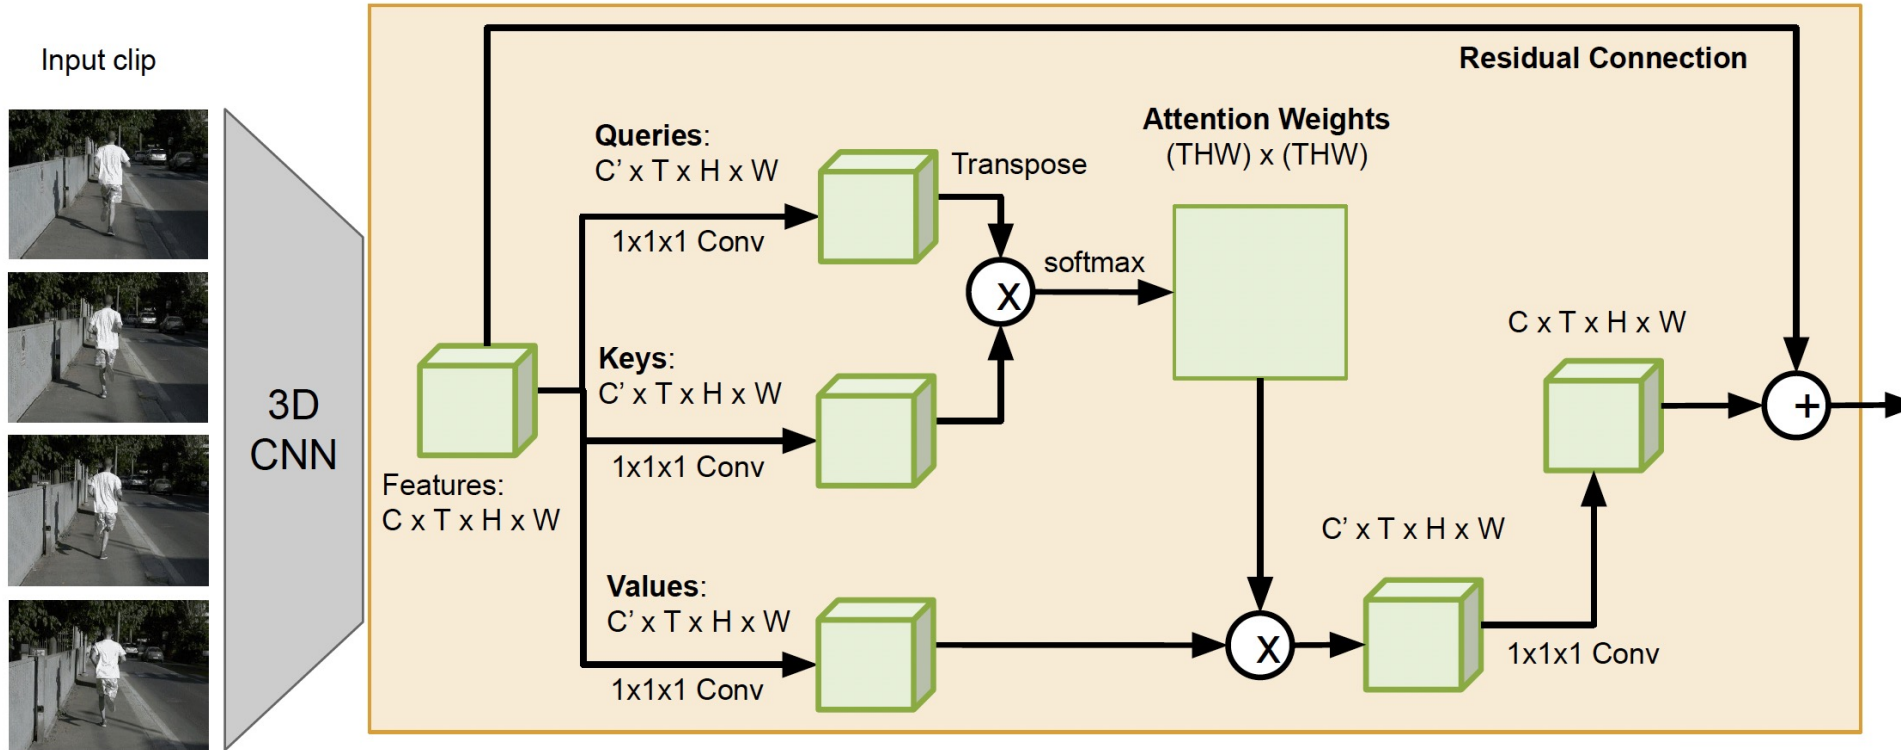 Input clip
3D
CNN
Features:
C x T x H x W
Queries:
C’ x T x H x W
1x1x1 Conv
Transpose
Keys:
C’ x T x H x W
1x1x1 Conv
Values:
C’ x T x H x W
1x1x1 Conv
X
softmax
Attention Weights
(THW) x (THW)
Residual Connection
X
C’ x T x H x W
1x1x1 Conv
C x T x H x W
+